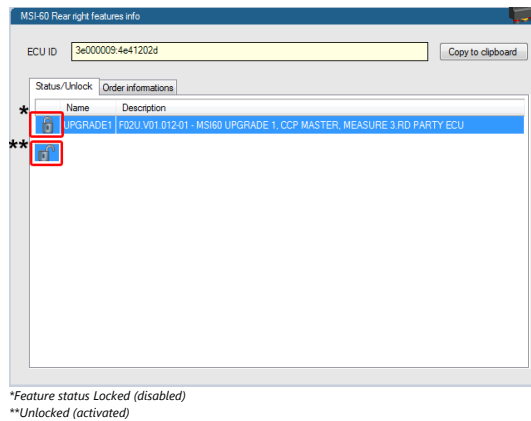 MSI-60 Rear right features info
ECU ID 3e000009:4e41202d Copy to clipboard
Status/Unlock Order informations
* Name Description
UPGRADE1 F02U.V01.012-01 - MSI60 UPGRADE 1, CCP MASTER, MEASURE 3.RD PARTY ECU
**
*Feature status Locked (disabled)
**Unlocked (activated)